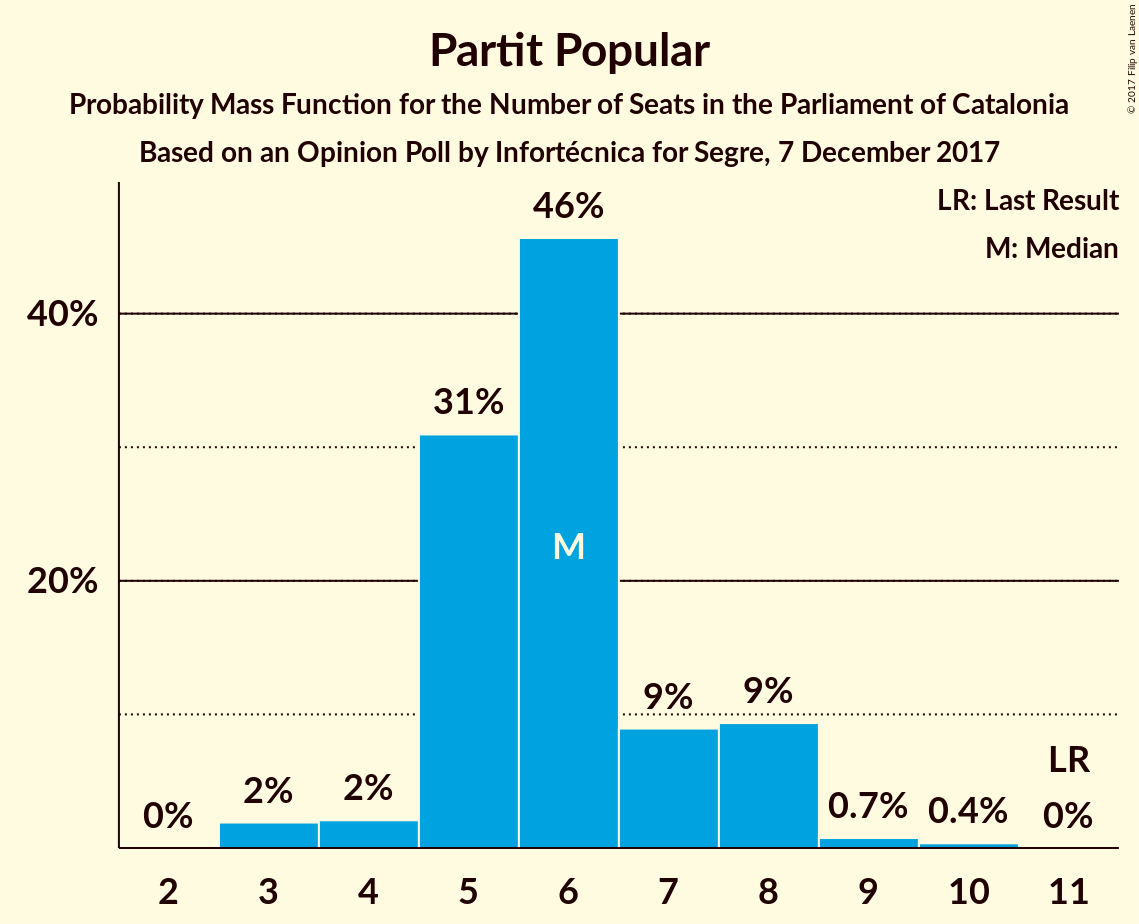 Partit Popular
Probability Mass Function for the Number of Seats in the Parliament of Catalonia
Based on an Opinion Poll by Infortécnica for Segre, 7 December 2017
© 2017 Filip van Laenen
LR: Last Result
M: Median
40%
20%
0%
2%
2%
31%
46%
M
9%
9%
0.7%
0.4%
LR
0%
2 3 4 5 6 7 8 9 10 11